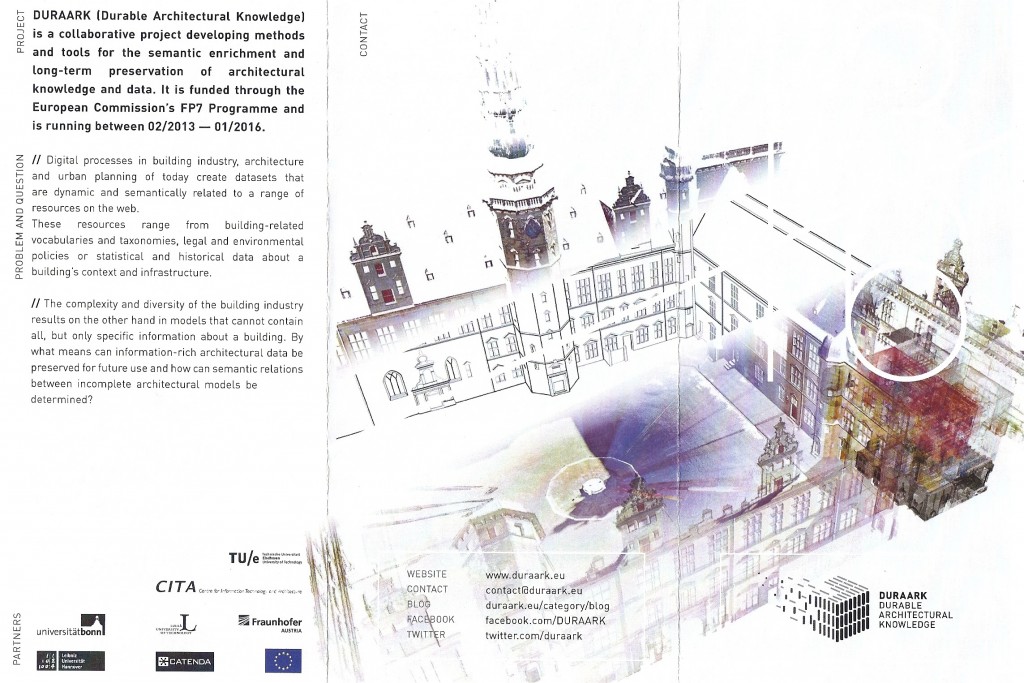 PROJECT
DURAARK (Durable Architectural Knowledge)
is a collaborative project developing methods
and tools for the semantic enrichment and
long-term preservation of architectural
knowledge and data. It is funded through the
European Commission's FP7 Programme and
is running between 02/2013 — 01/2016.
PROBLEM AND QUESTION
// Digital processes in building industry, architecture
and urban planning of today create datasets that
are dynamic and semantically related to a range of
resources on the web.
These resources range from building-related
vocabularies and taxonomies, legal and environmental
policies or statistical and historical data about a
building's context and infrastructure.
// The complexity and diversity of the building industry
results on the other hand in models that cannot contain
all, but only specific information about a building. By
what means can information-rich architectural data be
preserved for future use and how can semantic relations
between incomplete architectural models be
determined?
PARTNERS
TU/e Technische Universiteit
Eindhoven
University of Technology
CITA Centre for Information Technology and Architecture
universitätbonn
LULEÅ
UNIVERSITY
OF TECHNOLOGY
Fraunhofer
AUSTRIA
Leibniz
Universität
Hannover
CATENDA
CONTACT
WEBSITE www.duraark.eu
CONTACT contact@duraark.eu
BLOG duraark.eu/category/blog
FACEBOOK facebook.com/DURAARK
TWITTER twitter.com/duraark
DURAARK
DURABLE
ARCHITECTURAL
KNOWLEDGE